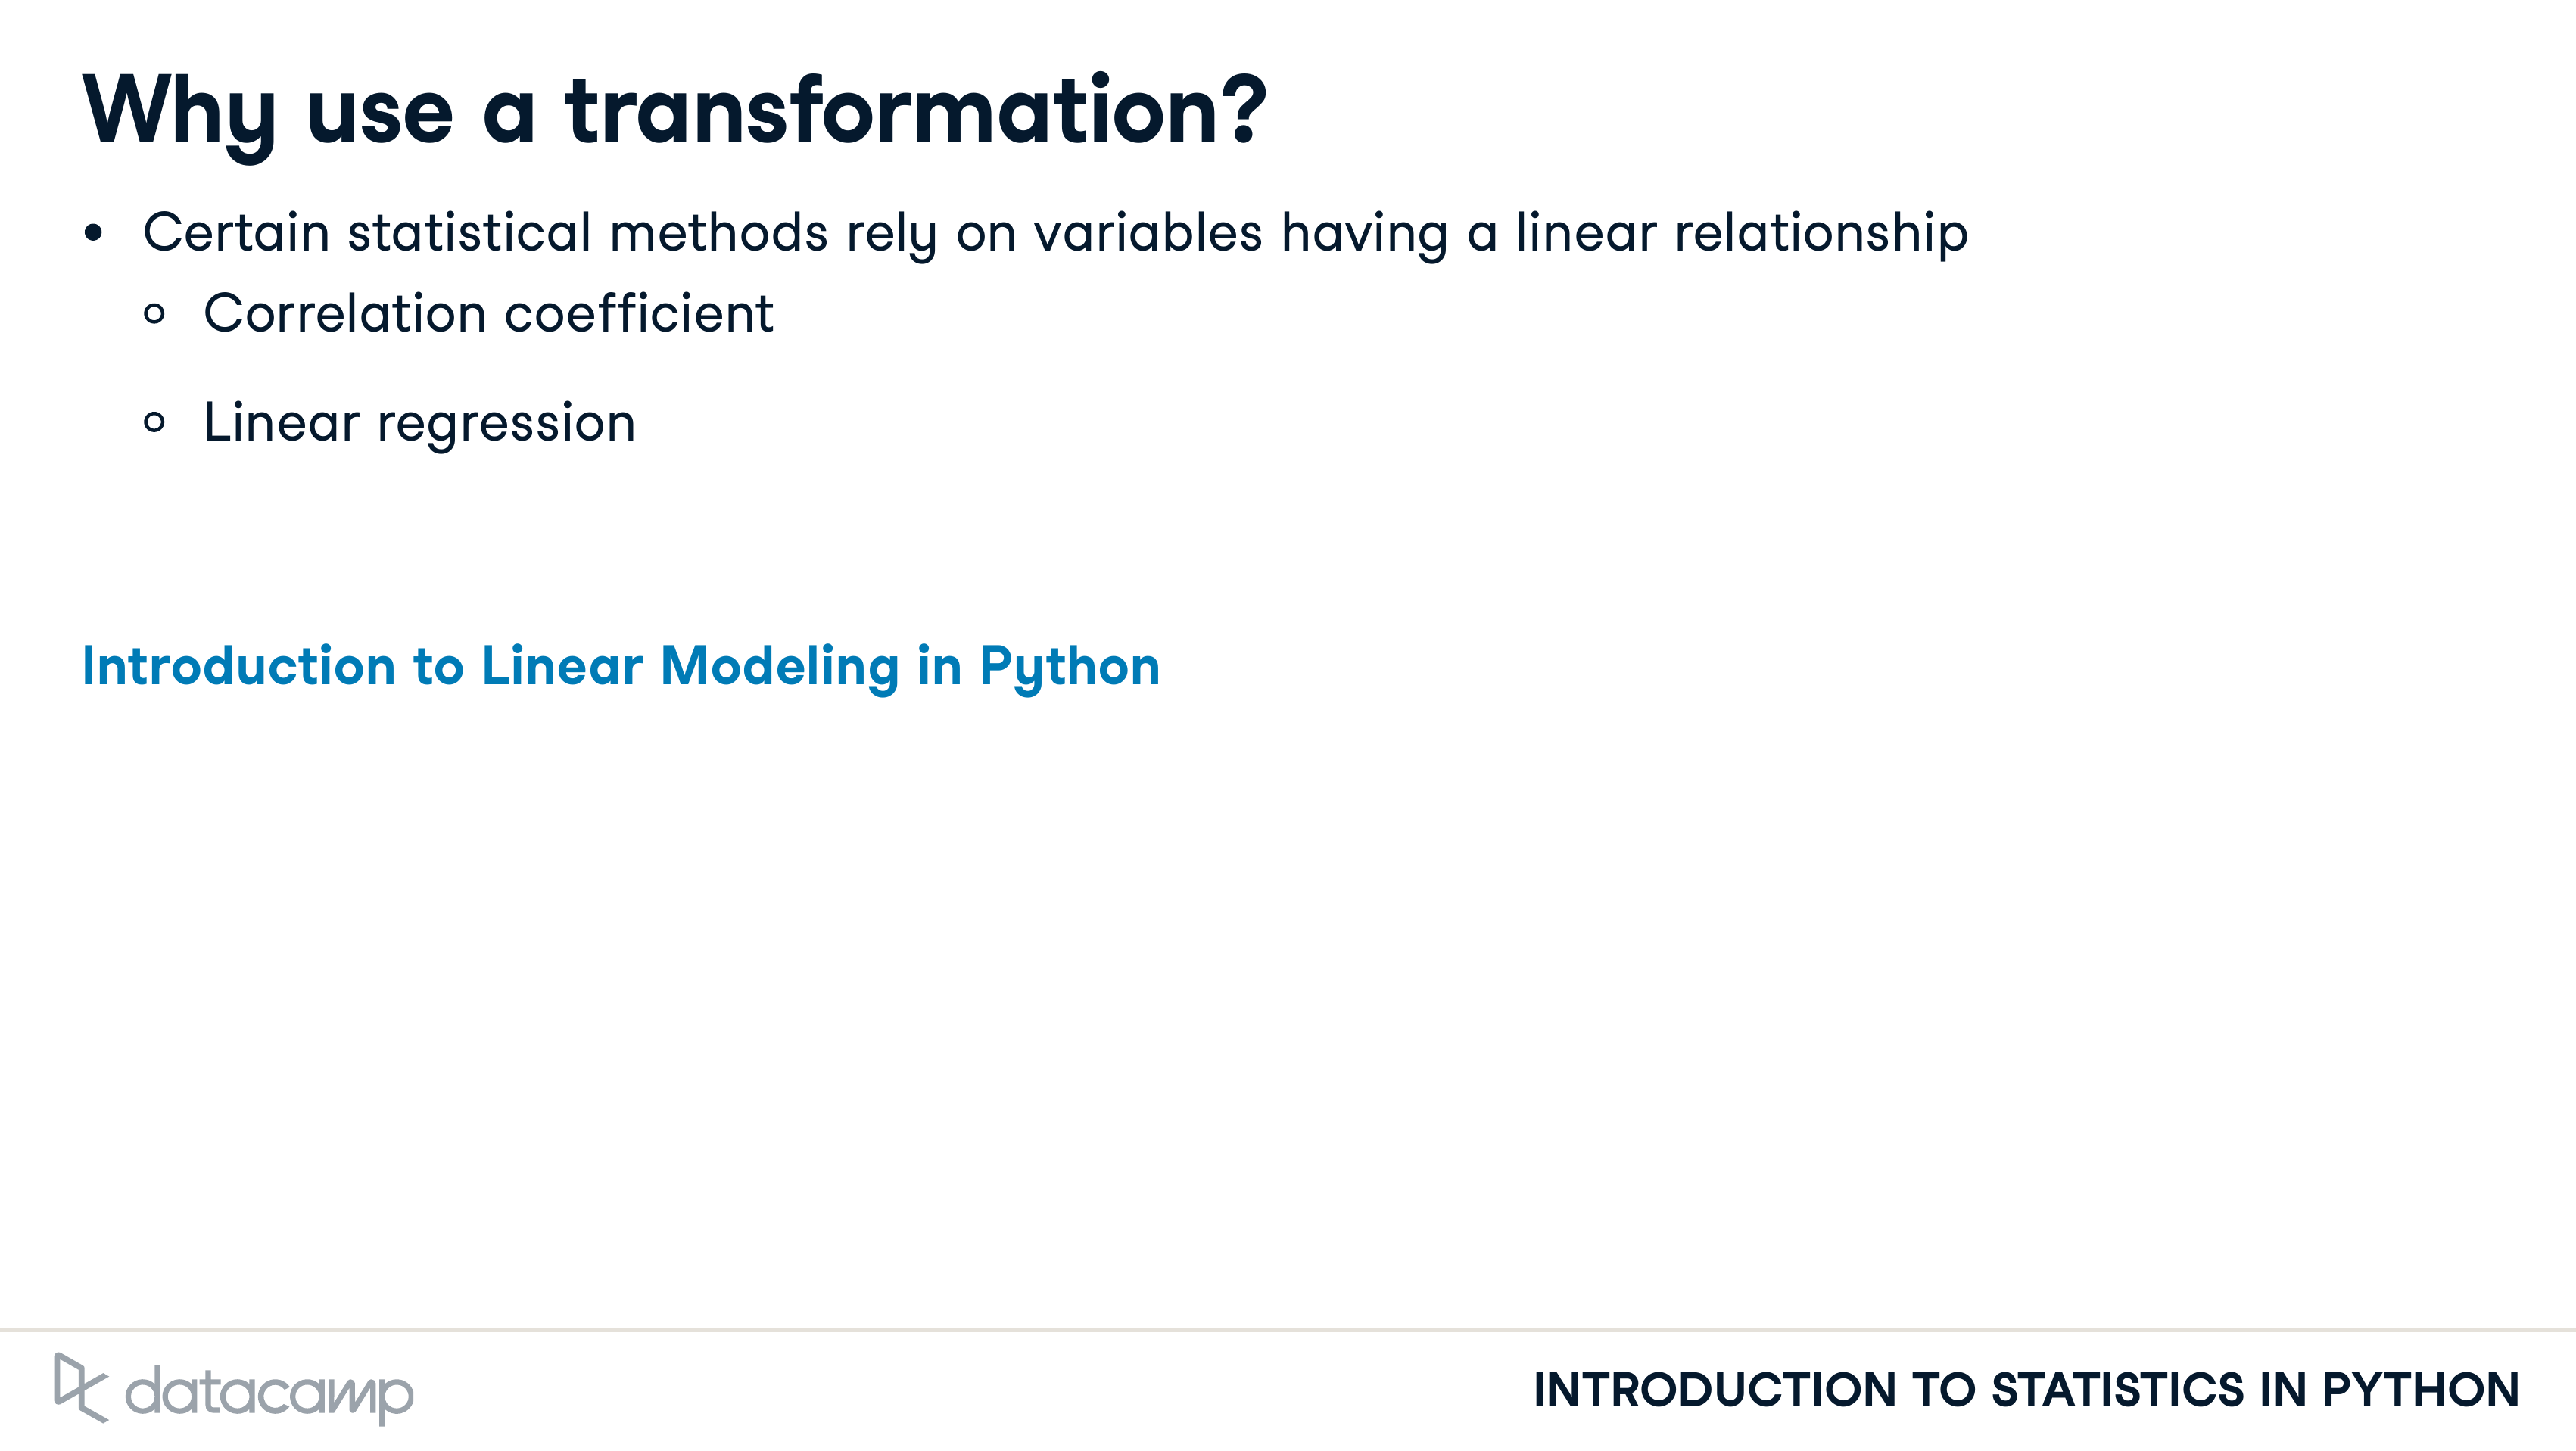 Why use a transformation?
• Certain statistical methods rely on variables having a linear relationship
○ Correlation coefficient
○ Linear regression
Introduction to Linear Modeling in Python
datacamp
INTRODUCTION TO STATISTICS IN PYTHON